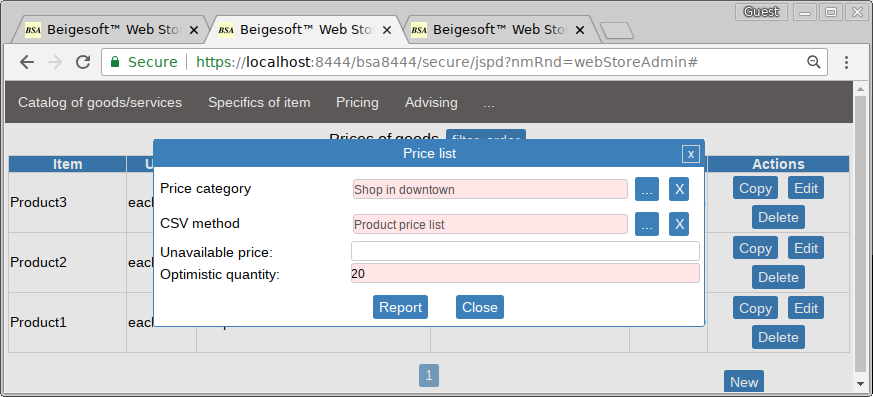 Guest
BSA Beigesoft™ Web Sto
BSA Beigesoft™ Web Sto
BSA Beigesoft™ Web Sto
Secure https://localhost:8444/bsa8444/secure/jspd?nmRnd=webStoreAdmin#
Catalog of goods/services Specifics of item Pricing Advising ...
Prices of goods filter, order
Price list x
Item U Actions
Price category Shop in downtown ... X
Product3 each Copy Edit
Delete
CSV method Product price list ... X
Unavailable price:
Optimistic quantity: 20
Product2 each Copy Edit
Delete
Report Close
Product1 each Copy Edit
Delete
1
New